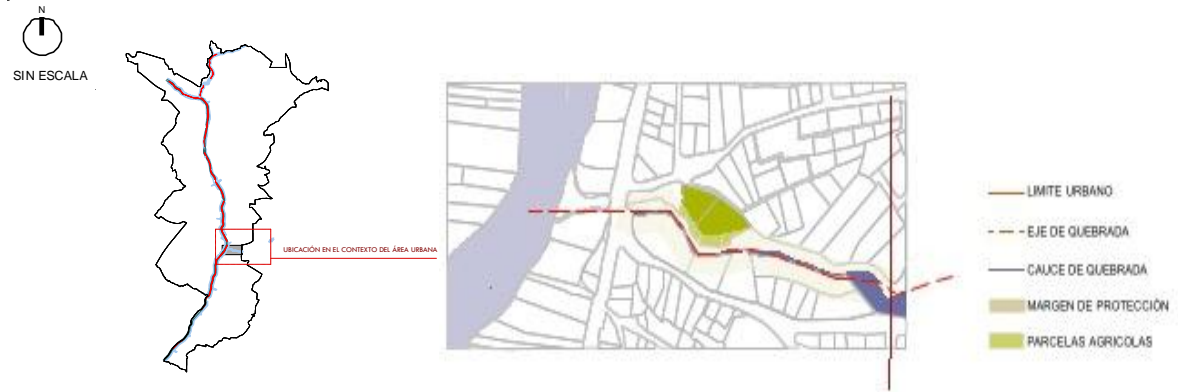 N
SIN ESCALA
UBICACIÓN EN EL CONTEXTO DEL ÁREA URBANA
LIMITE URBANO
EJE DE QUEBRADA
CAUCE DE QUEBRADA
MARGEN DE PROTECCIÓN
PARCELAS AGRICOLAS